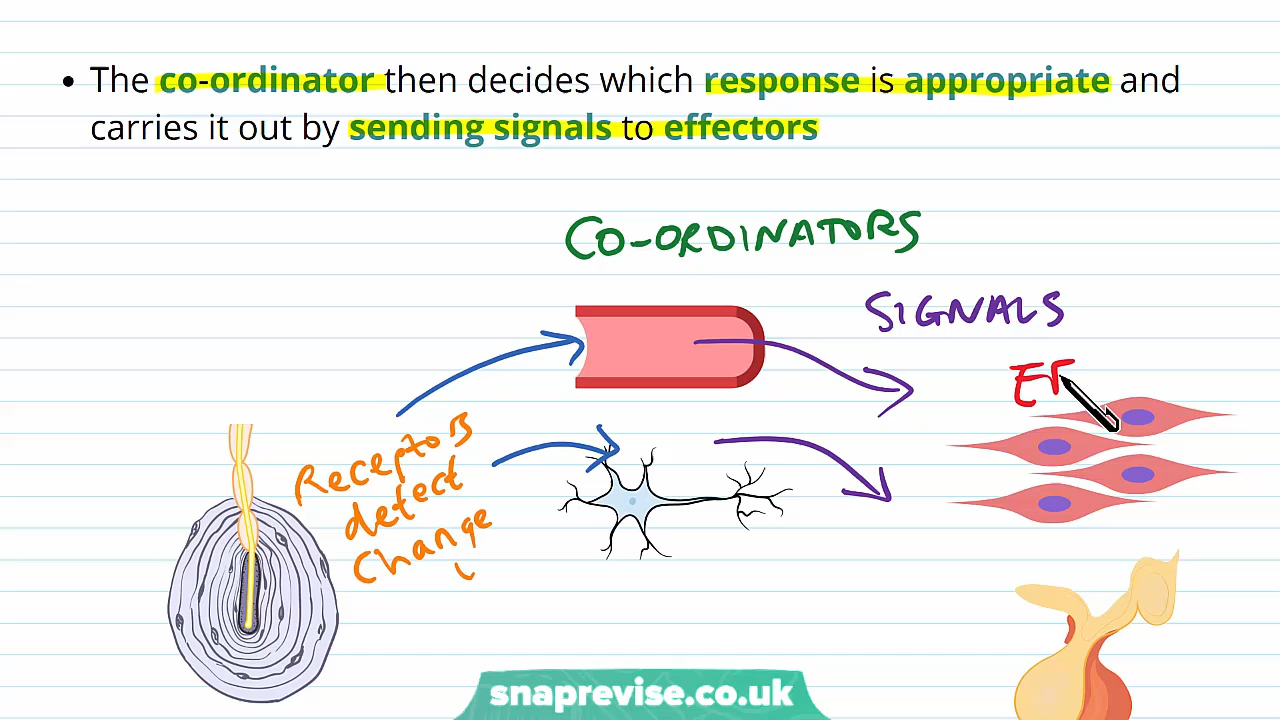 • The co-ordinator then decides which response is appropriate and
carries it out by sending signals to effectors
CO-ORDINATORS
SIGNALS
EF
Receptors
detect
Change
snaprevise.co.uk